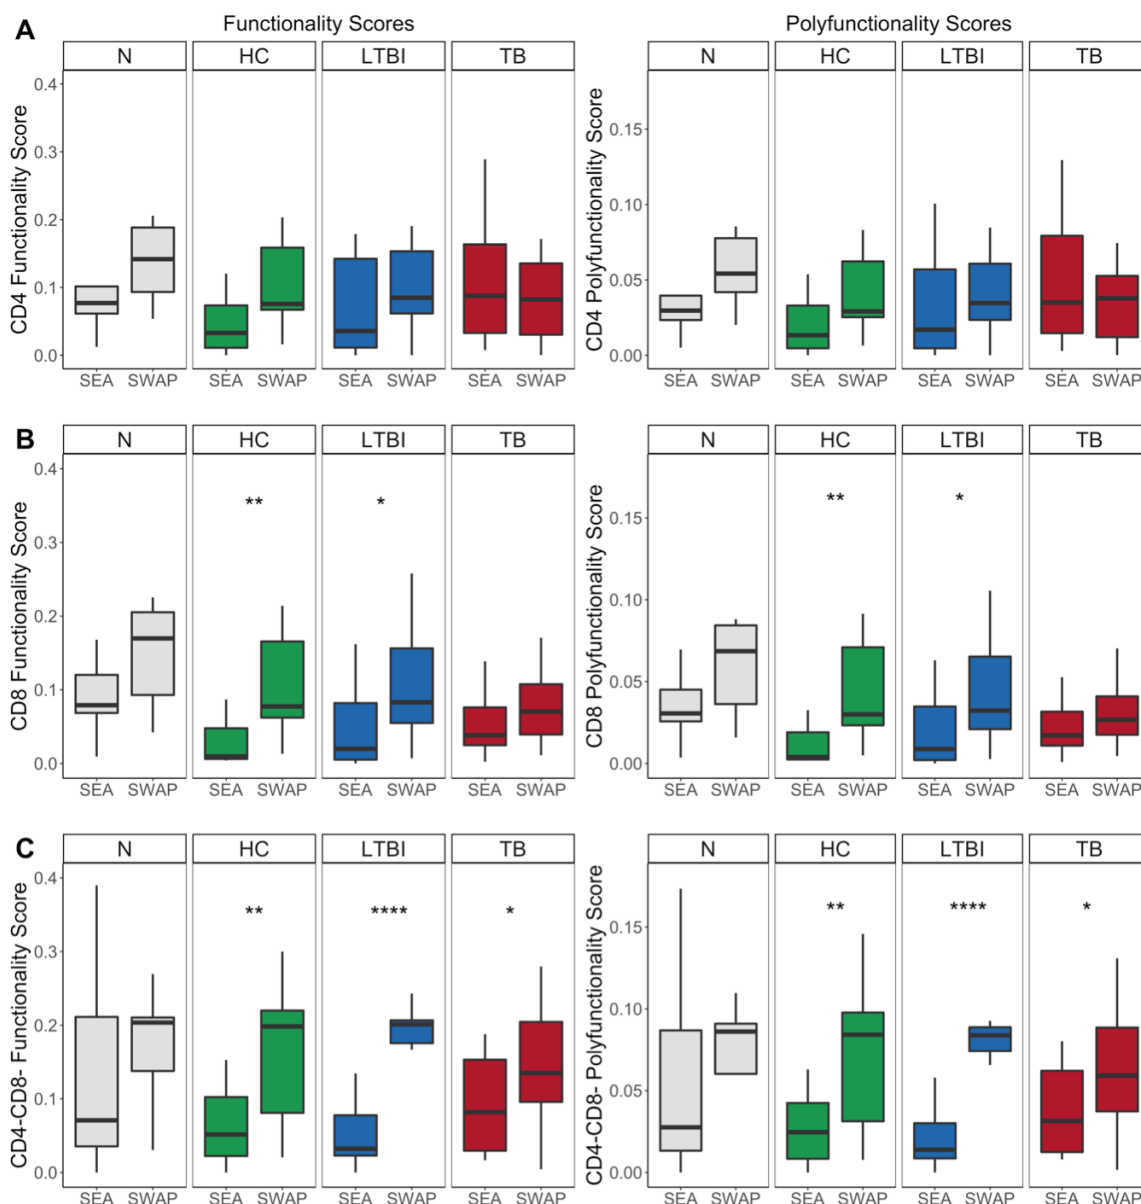 A
Functionality Scores
Polyfunctionality Scores
N HC LTBI TB
N HC LTBI TB
CD4 Functionality Score
0.4
0.3
0.2
0.1
0.0
SEA SWAP SEA SWAP SEA SWAP SEA SWAP
CD4 Polyfunctionality Score
0.15
0.10
0.05
0.00
SEA SWAP SEA SWAP SEA SWAP SEA SWAP
B
N HC LTBI TB
N HC LTBI TB
CD8 Functionality Score
0.4
0.3
0.2
0.1
0.0
** *
SEA SWAP SEA SWAP SEA SWAP SEA SWAP
CD8 Polyfunctionality Score
0.15
0.10
0.05
0.00
** *
SEA SWAP SEA SWAP SEA SWAP SEA SWAP
C
N HC LTBI TB
N HC LTBI TB
CD4-CD8- Functionality Score
0.4
0.3
0.2
0.1
0.0
** **** *
SEA SWAP SEA SWAP SEA SWAP SEA SWAP
CD4-CD8- Polyfunctionality Score
0.15
0.10
0.05
0.00
** **** *
SEA SWAP SEA SWAP SEA SWAP SEA SWAP